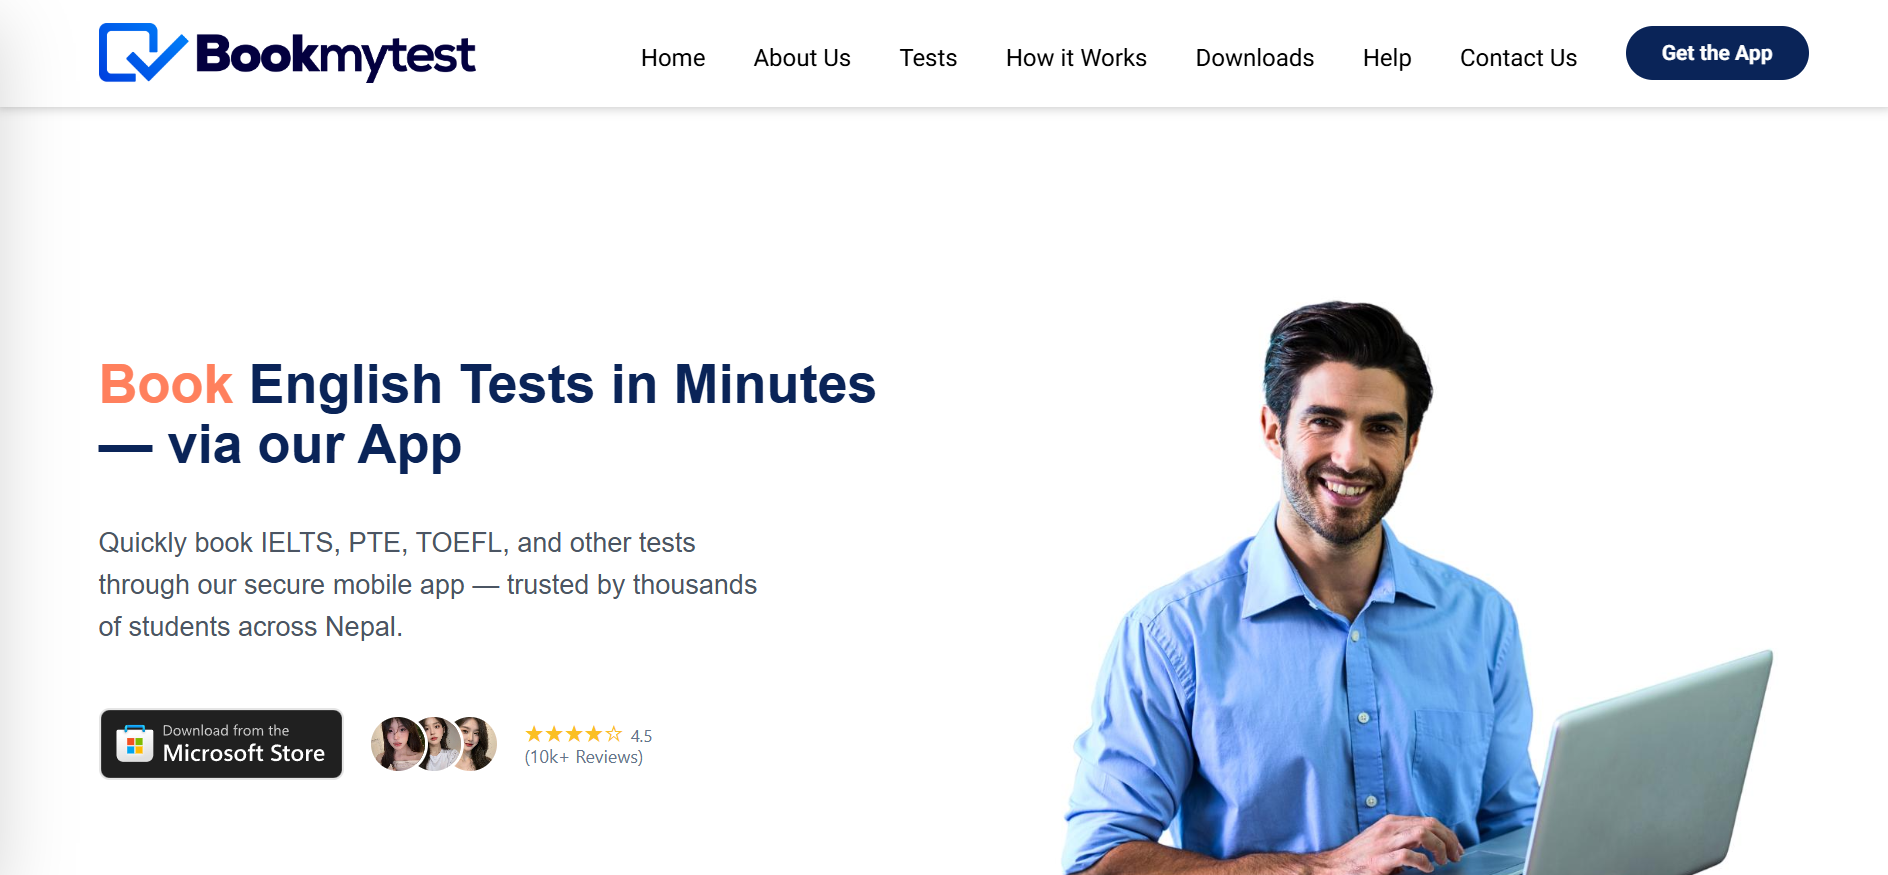 Bookmytest
Home
About Us
Tests
How it Works
Downloads
Help
Contact Us
Get the App
Book English Tests in Minutes
— via our App
Quickly book IELTS, PTE, TOEFL, and other tests
through our secure mobile app — trusted by thousands
of students across Nepal.
Download from the
Microsoft Store
★★★★☆ 4.5
(10k+ Reviews)